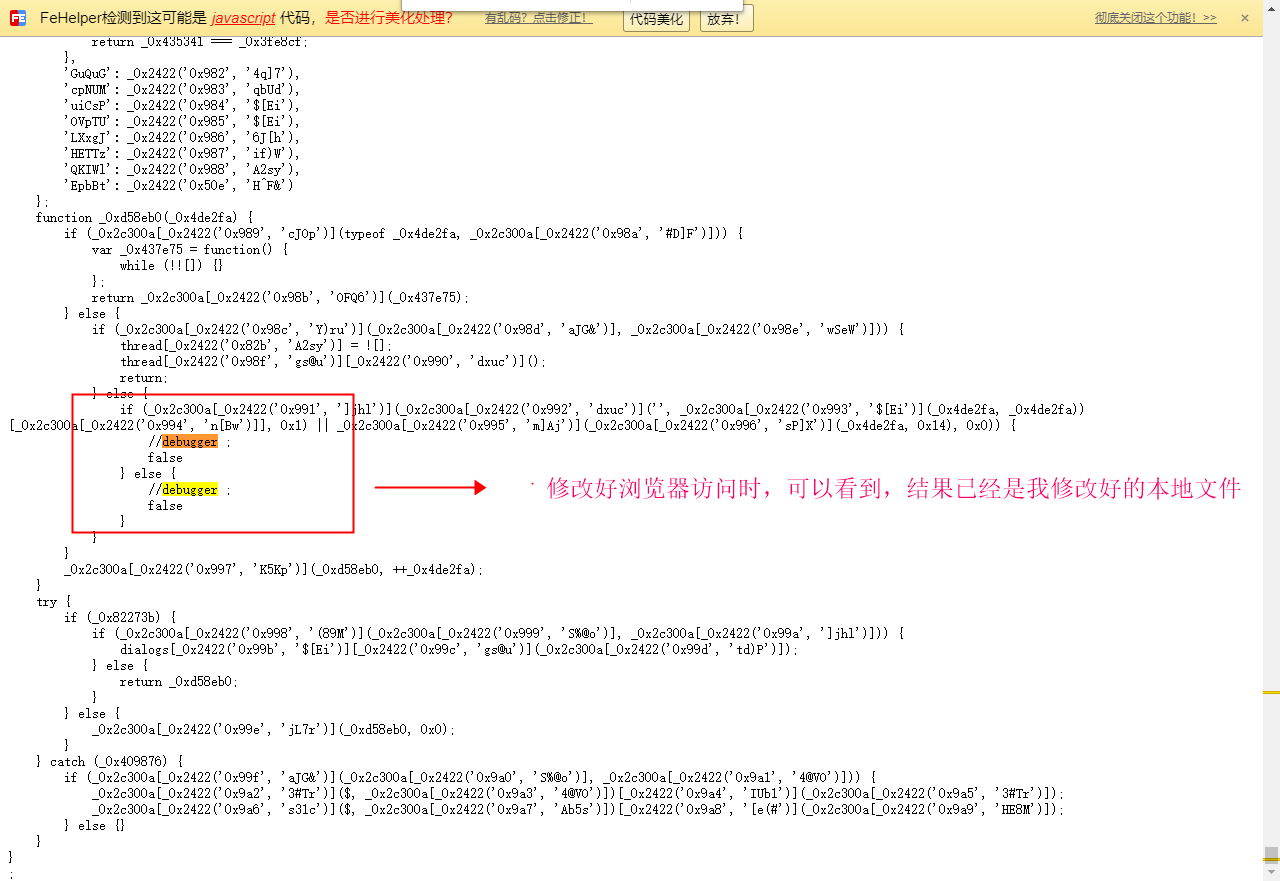 FeHelper检测到这可能是 javascript 代码，是否进行美化处理？ 有乱码？点击修正！ 代码美化 放弃！ 彻底关闭这个功能！>> ×
return _0x435341 === _0x3fe8cf;
},
'GuQuG': _0x2422('0x982', '4q]7'),
'cpNUM': _0x2422('0x983', 'qbUd'),
'uiCsP': _0x2422('0x984', '$[Ei'),
'OVpTU': _0x2422('0x985', '$[Ei'),
'LXxgJ': _0x2422('0x986', '6J[h'),
'HETTz': _0x2422('0x987', 'if)W'),
'QKIWl': _0x2422('0x988', 'A2sy'),
'EpbBt': _0x2422('0x50e', 'H^F&')
};
function _0xd58eb0(_0x4de2fa) {
if (_0x2c300a[_0x2422('0x989', 'cJOp')](typeof _0x4de2fa, _0x2c300a[_0x2422('0x98a', '#D]F')])) {
var _0x437e75 = function() {
while (!![]) {}
};
return _0x2c300a[_0x2422('0x98b', 'OFQ6')](_0x437e75);
} else {
if (_0x2c300a[_0x2422('0x98c', 'Y)ru')](_0x2c300a[_0x2422('0x98d', 'aJG&')], _0x2c300a[_0x2422('0x98e', 'wSeW')])) {
thread[_0x2422('0x82b', 'A2sy')] = ![];
thread[_0x2422('0x98f', 'gs@u')][_0x2422('0x990', 'dxuc')]();
return;
} else {
if (_0x2c300a[_0x2422('0x991', ']jhl')](_0x2c300a[_0x2422('0x992', 'dxuc')]('', _0x2c300a[_0x2422('0x993', '$[Ei')](_0x4de2fa, _0x4de2fa))
[_0x2c300a[_0x2422('0x994', 'n[Bw')]], 0x1) || _0x2c300a[_0x2422('0x995', 'm]Aj')](_0x2c300a[_0x2422('0x996', 'sP]X')](_0x4de2fa, 0x14), 0x0)) {
//debugger ;
false
} else {
//debugger ;
false
}
}
}
_0x2c300a[_0x2422('0x997', 'K5Kp')](_0xd58eb0, ++_0x4de2fa);
}
修改好浏览器访问时，可以看到，结果已经是我修改好的本地文件
try {
if (_0x82273b) {
if (_0x2c300a[_0x2422('0x998', '(89M')](_0x2c300a[_0x2422('0x999', 'S%@o')], _0x2c300a[_0x2422('0x99a', ']jhl')])) {
dialogs[_0x2422('0x99b', '$[Ei')][_0x2422('0x99c', 'gs@u')](_0x2c300a[_0x2422('0x99d', 'td)P')]);
} else {
return _0xd58eb0;
}
} else {
_0x2c300a[_0x2422('0x99e', 'jL7r')](_0xd58eb0, 0x0);
}
} catch (_0x409876) {
if (_0x2c300a[_0x2422('0x99f', 'aJG&')](_0x2c300a[_0x2422('0x9a0', 'S%@o')], _0x2c300a[_0x2422('0x9a1', '4@VO')])) {
_0x2c300a[_0x2422('0x9a2', '3#Tr')]($, _0x2c300a[_0x2422('0x9a3', '4@VO')])[_0x2422('0x9a4', 'IUb1')](_0x2c300a[_0x2422('0x9a5', '3#Tr')]);
_0x2c300a[_0x2422('0x9a6', 's31c')]($, _0x2c300a[_0x2422('0x9a7', 'Ab5s')])[_0x2422('0x9a8', '[e(#')](_0x2c300a[_0x2422('0x9a9', 'HE8M')]);
} else {}
}
}
;